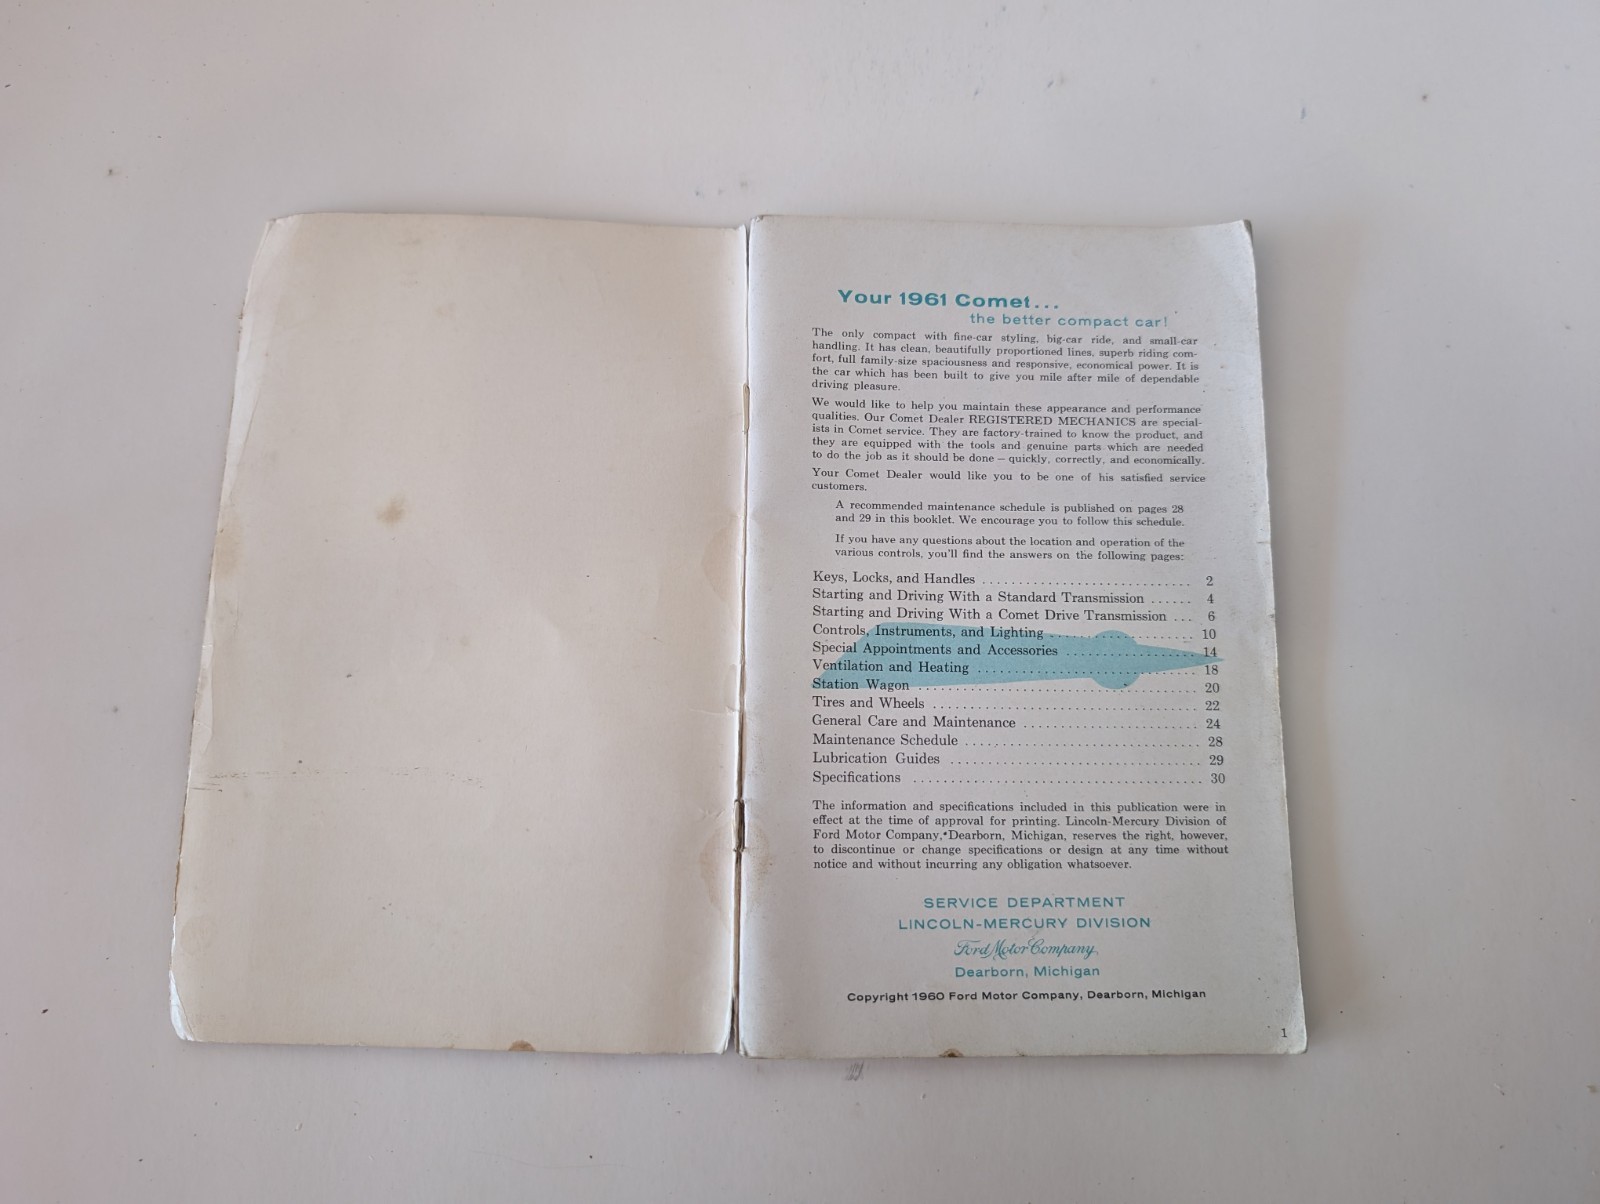 Your 1961 Comet...
the better compact car!
The only compact with fine-car styling, big-car ride, and small-car
handling. It has clean, beautifully proportioned lines, superb riding com-
fort, full family-size spaciousness and responsive, economical power. It is
the car which has been built to give you mile after mile of dependable
driving pleasure.
We would like to help you maintain these appearance and performance
qualities. Our Comet Dealer REGISTERED MECHANICS are special-
ists in Comet service. They are factory-trained to know the product, and
they are equipped with the tools and genuine parts which are needed
to do the job as it should be done – quickly, correctly, and economically.
Your Comet Dealer would like you to be one of his satisfied service
customers.
A recommended maintenance schedule is published on pages 28
and 29 in this booklet. We encourage you to follow this schedule.
If you have any questions about the location and operation of the
various controls, you'll find the answers on the following pages:
Keys, Locks, and Handles ............................ 2
Starting and Driving With a Standard Transmission ...... 4
Starting and Driving With a Comet Drive Transmission ... 6
Controls, Instruments, and Lighting ..................... 10
Special Appointments and Accessories ................... 14
Ventilation and Heating ................................ 18
Station Wagon ........................................ 20
Tires and Wheels ..................................... 22
General Care and Maintenance ......................... 24
Maintenance Schedule ................................. 28
Lubrication Guides .................................... 29
Specifications ........................................ 30
The information and specifications included in this publication were in
effect at the time of approval for printing. Lincoln-Mercury Division of
Ford Motor Company, Dearborn, Michigan, reserves the right, however,
to discontinue or change specifications or design at any time without
notice and without incurring any obligation whatsoever.
SERVICE DEPARTMENT
LINCOLN-MERCURY DIVISION
Ford Motor Company,
Dearborn, Michigan
Copyright 1960 Ford Motor Company, Dearborn, Michigan
1